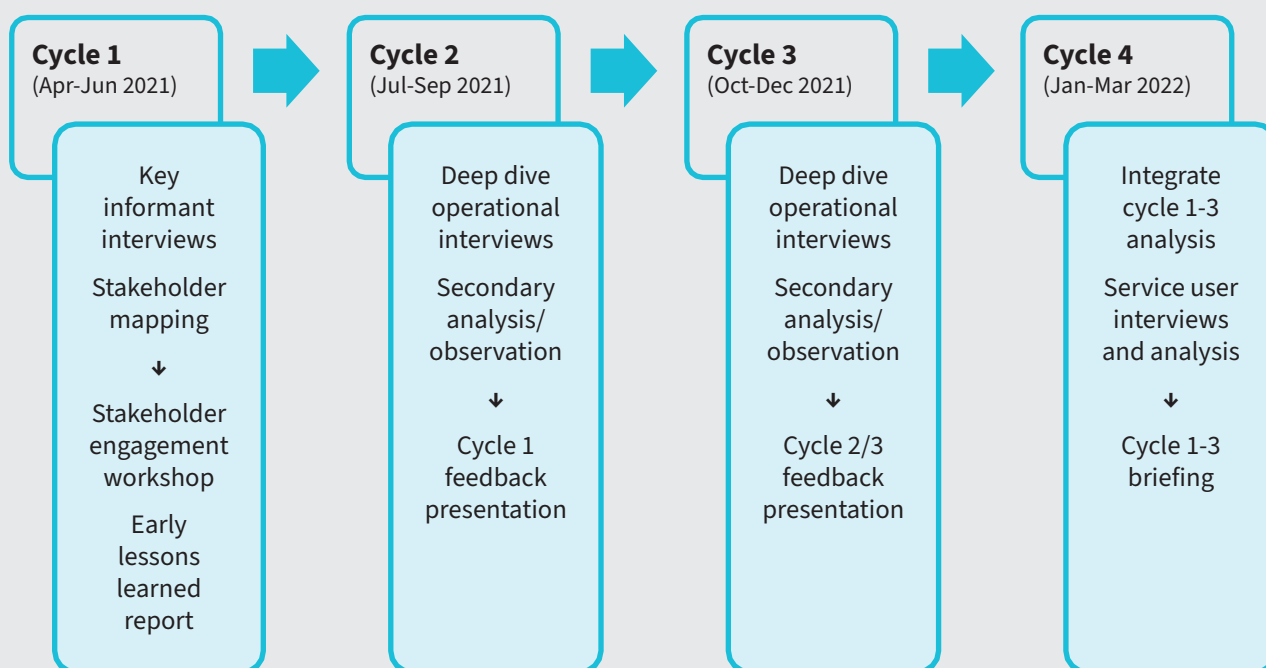 Cycle 1
(Apr-Jun 2021)
Key
informant
interviews
Stakeholder
mapping
↓
Stakeholder
engagement
workshop
Early
lessons
learned
report
Cycle 2
(Jul-Sep 2021)
Deep dive
operational
interviews
Secondary
analysis/
observation
↓
Cycle 1
feedback
presentation
Cycle 3
(Oct-Dec 2021)
Deep dive
operational
interviews
Secondary
analysis/
observation
↓
Cycle 2/3
feedback
presentation
Cycle 4
(Jan-Mar 2022)
Integrate
cycle 1-3
analysis
Service user
interviews
and analysis
↓
Cycle 1-3
briefing